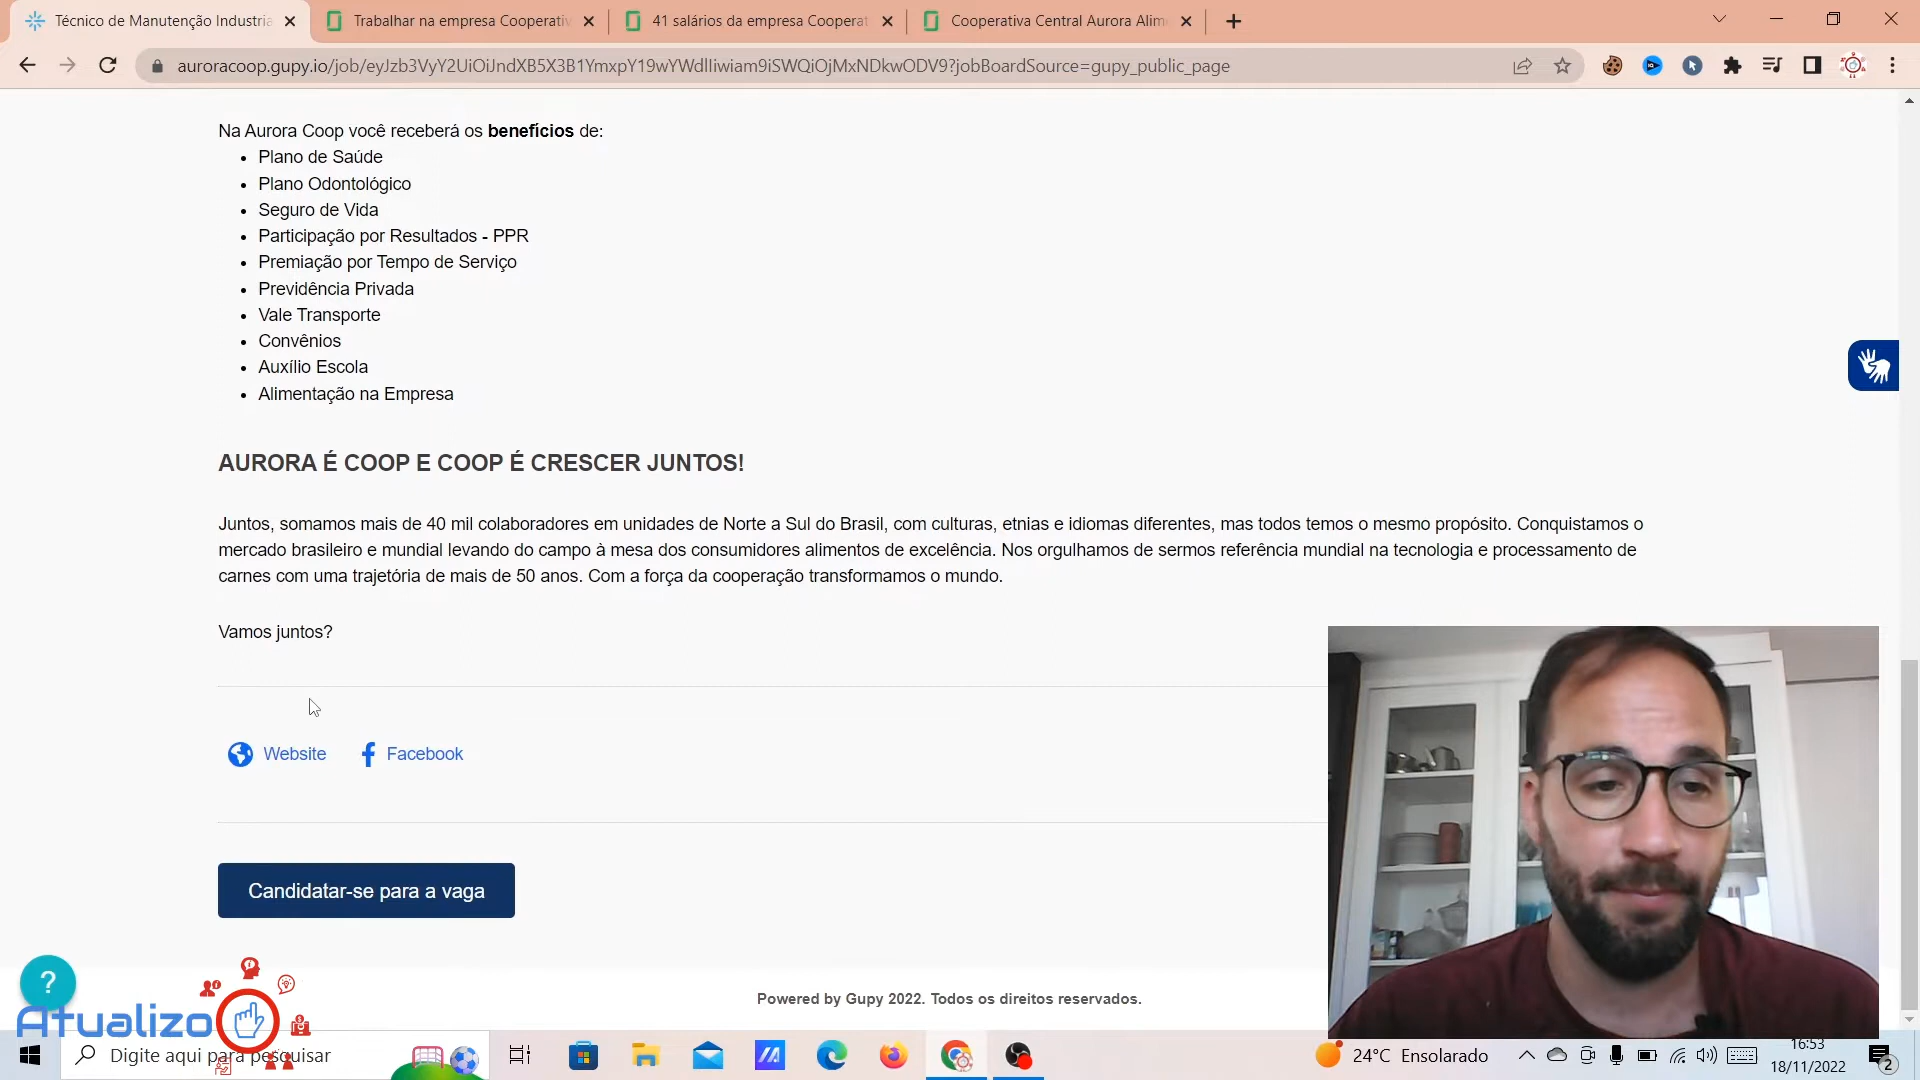 Técnico de Manutenção Industria
Trabalhar na empresa Cooperativ
41 salários da empresa Cooperat
Cooperativa Central Aurora Alim
auroracoop.gupy.io/job/eyJzb3VyY2UiOiJndXB5X3B1YmxpY19wYWdlIiwiam9iSWQiOjMxNDkwODV9?jobBoardSource=gupy_public_page
Na Aurora Coop você receberá os benefícios de:
Plano de Saúde
Plano Odontológico
Seguro de Vida
Participação por Resultados - PPR
Premiação por Tempo de Serviço
Previdência Privada
Vale Transporte
Convênios
Auxílio Escola
Alimentação na Empresa
AURORA É COOP E COOP É CRESCER JUNTOS!
Juntos, somamos mais de 40 mil colaboradores em unidades de Norte a Sul do Brasil, com culturas, etnias e idiomas diferentes, mas todos temos o mesmo propósito. Conquistamos o
mercado brasileiro e mundial levando do campo à mesa dos consumidores alimentos de excelência. Nos orgulhamos de sermos referência mundial na tecnologia e processamento de
carnes com uma trajetória de mais de 50 anos. Com a força da cooperação transformamos o mundo.
Vamos juntos?
Website
Facebook
Candidatar-se para a vaga
?
Powered by Gupy 2022. Todos os direitos reservados.
Atualizo
Digite aqui para pesquisar
24°C Ensolarado
16:53
18/11/2022
2